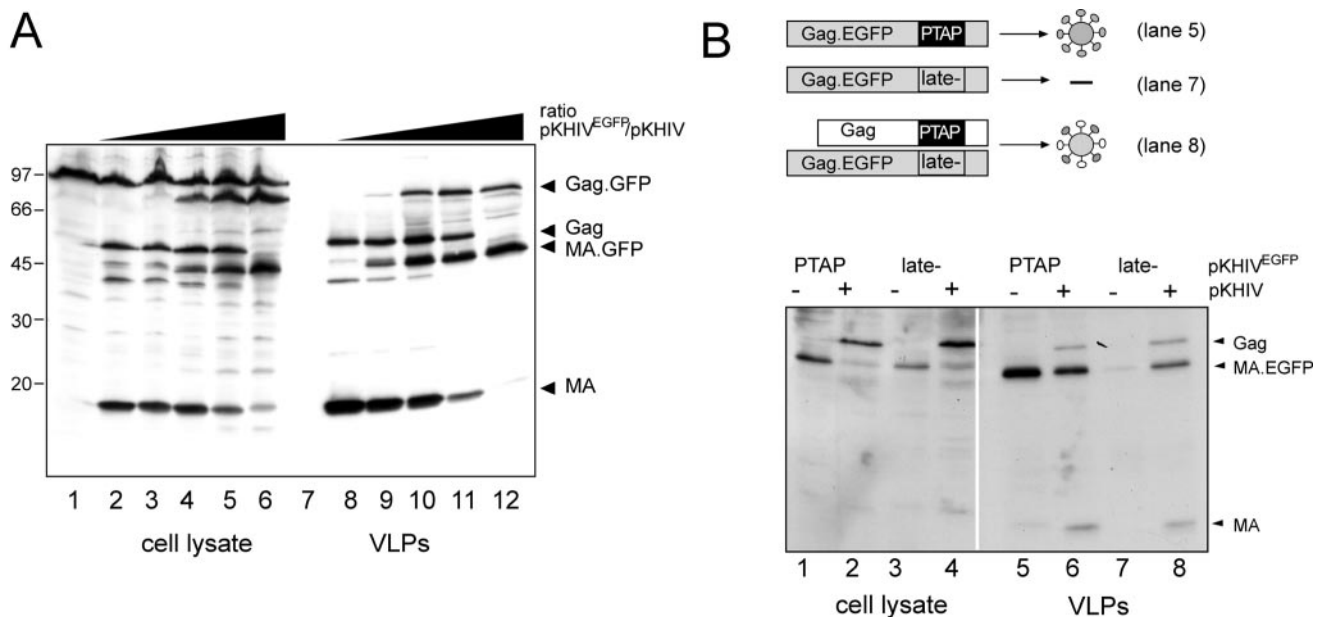 A
ratio
pKHIV^EGFP/pKHIV
97
66
45
30
20
Gag.GFP
Gag
MA.GFP
MA
1 2 3 4 5 6 7 8 9 10 11 12
cell lysate VLPs
B
Gag.EGFP PTAP (lane 5)
Gag.EGFP late- (lane 7)
Gag PTAP
Gag.EGFP late- (lane 8)
PTAP late- PTAP late- pKHIV^EGFP
- + - + - + - + pKHIV
Gag
MA.EGFP
MA
1 2 3 4 5 6 7 8
cell lysate VLPs